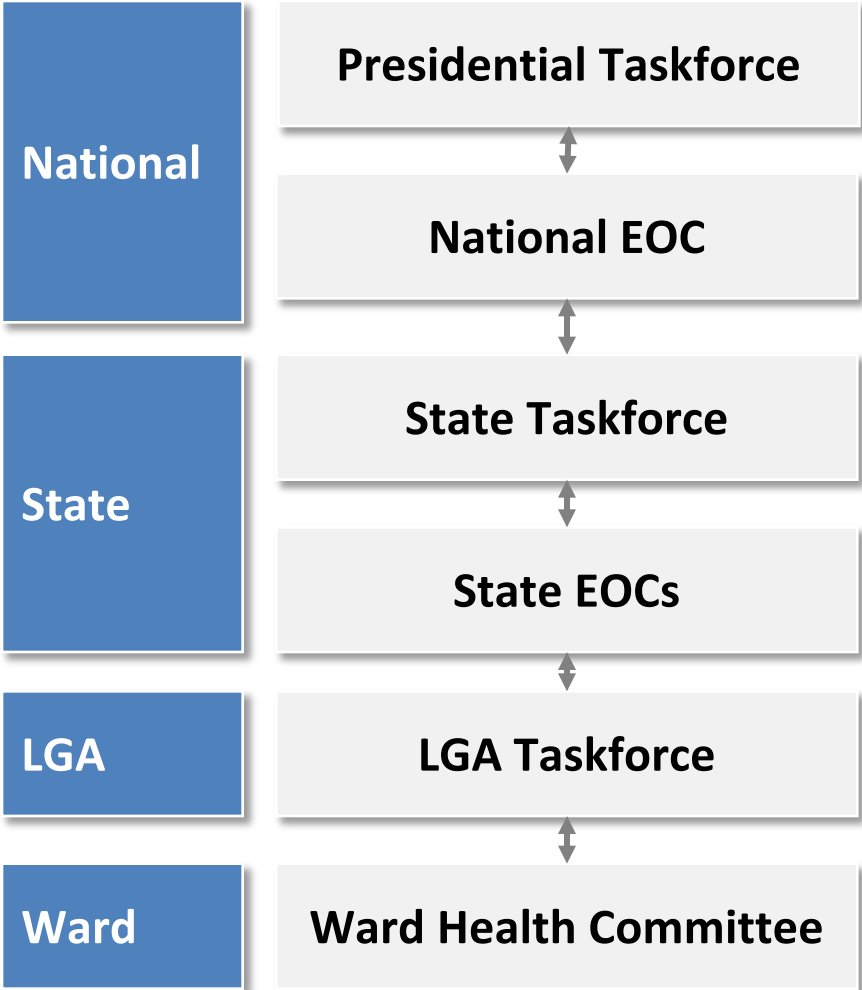 National
Presidential Taskforce
National EOC
State
State Taskforce
State EOCs
LGA
LGA Taskforce
Ward
Ward Health Committee